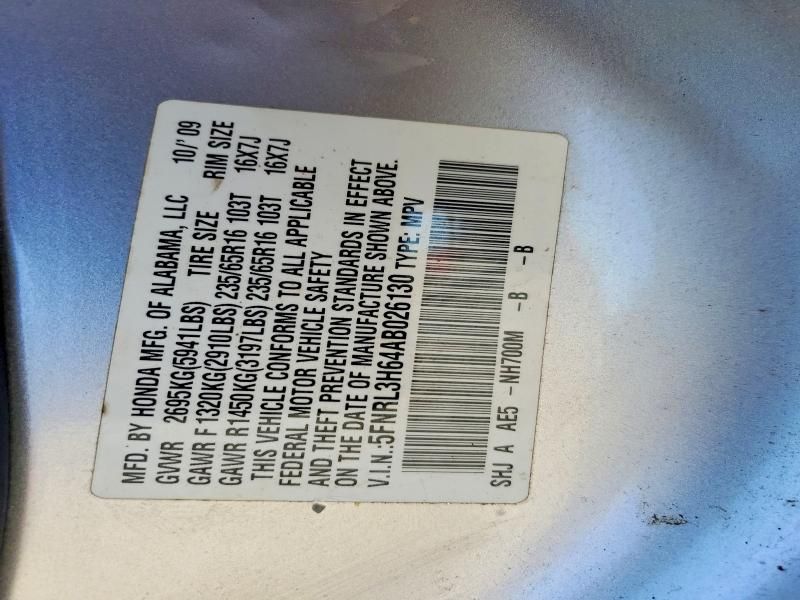 MFD. BY HONDA MFG. OF ALABAMA, LLC 10/' 09
GVWR 2695KG(5941LBS) TIRE SIZE RIM SIZE
GAWR F1320KG(2910LBS) 235/65R16 103T 16X7J
GAWR R1450KG(3197LBS) 235/65R16 103T 16X7J
THIS VEHICLE CONFORMS TO ALL APPLICABLE
FEDERAL MOTOR VEHICLE SAFETY
AND THEFT PREVENTION STANDARDS IN EFFECT
ON THE DATE OF MANUFACTURE SHOWN ABOVE.
V.I.N.:5FNRL3H64AB026130 TYPE: MPV
SHJ A AE5 -NH700M -B -B